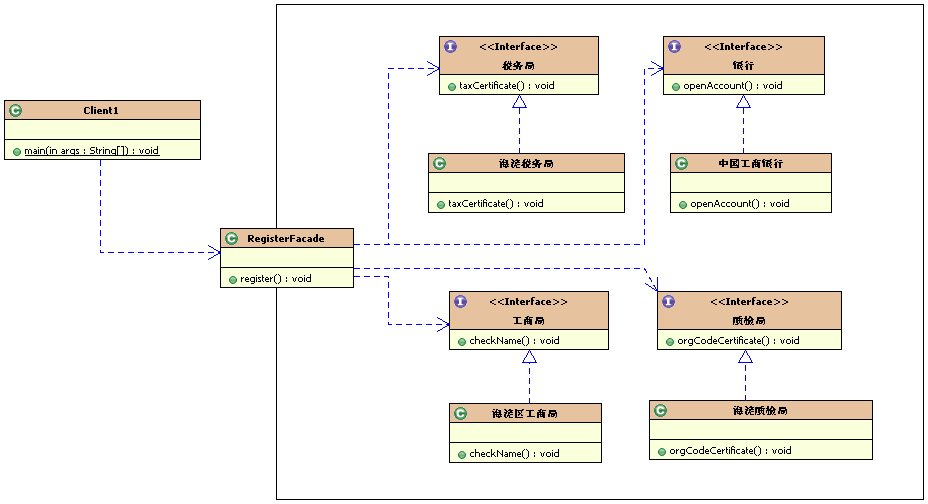 <<Interface>>
税务局
taxCertificate() : void
<<Interface>>
银行
openAccount() : void
Client1
main(in args : String[]) : void
海淀税务局
taxCertificate() : void
中国工商银行
openAccount() : void
RegisterFacade
register() : void
<<Interface>>
工商局
checkName() : void
<<Interface>>
质检局
orgCodeCertificate() : void
海淀区工商局
checkName() : void
海淀质检局
orgCodeCertificate() : void